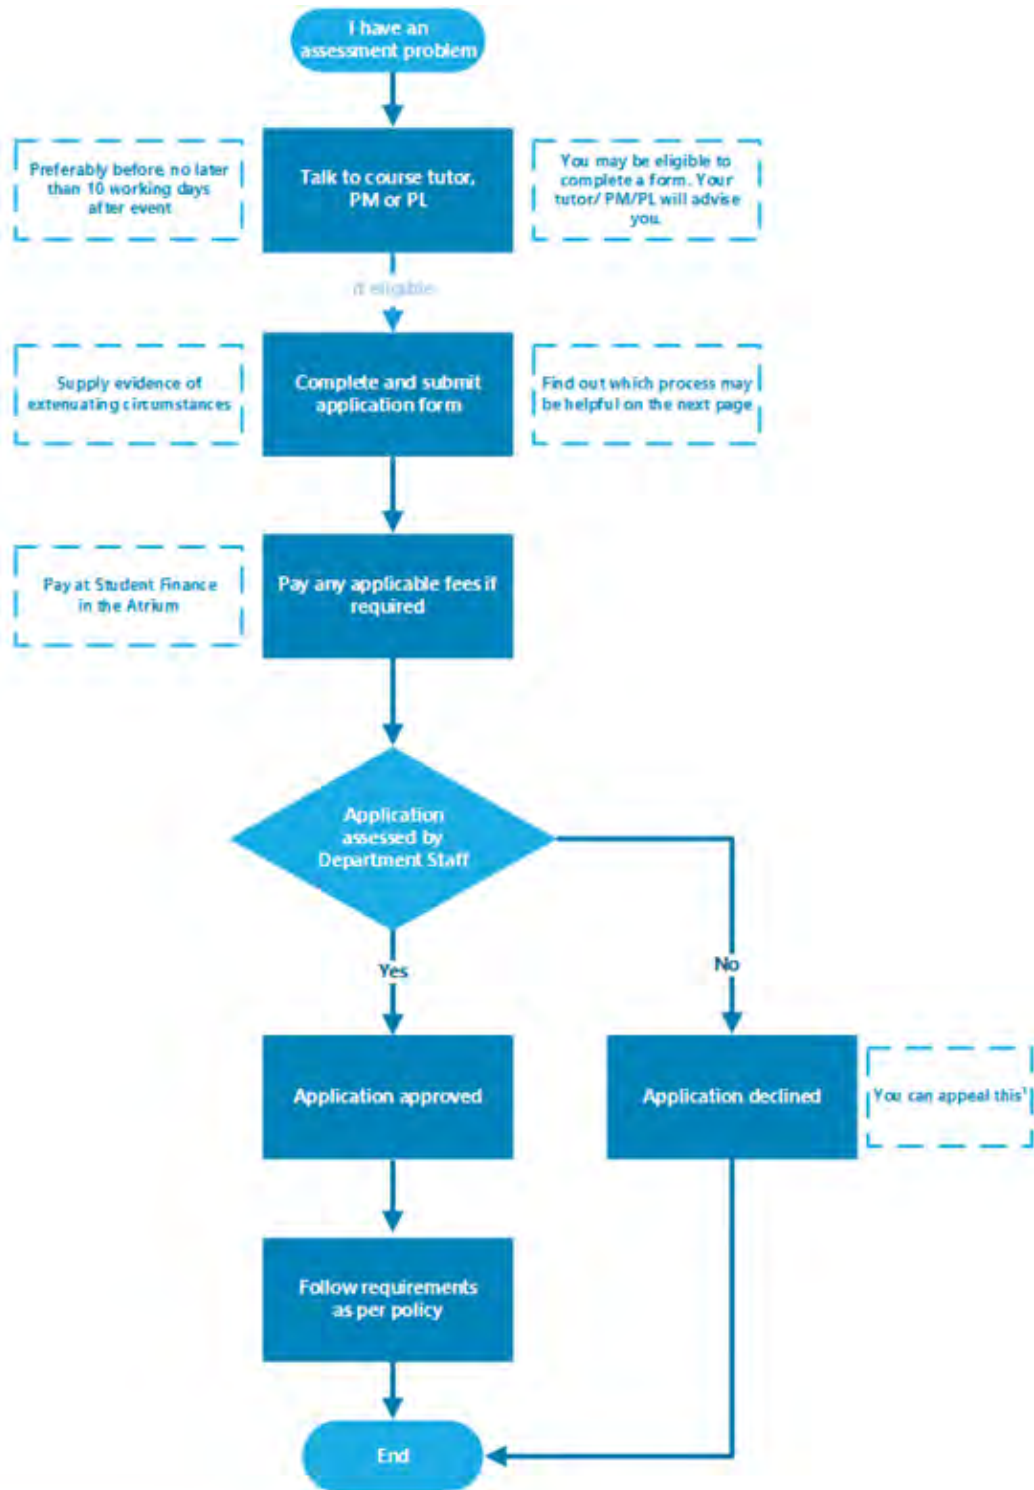 I have an
assessment problem
Preferably before, no later
than 10 working days
after event
Talk to course tutor,
PM or PL
You may be eligible to
complete a form. Your
tutor/ PM/PL will advise
you.
if eligible
Supply evidence of
extenuating circumstances
Complete and submit
application form
Find out which process may
be helpful on the next page
Pay at Student Finance
in the Atrium
Pay any applicable fees if
required
Application
assessed by
Department Staff
Yes
No
Application approved
Application declined
You can appeal this¹
Follow requirements
as per policy
End